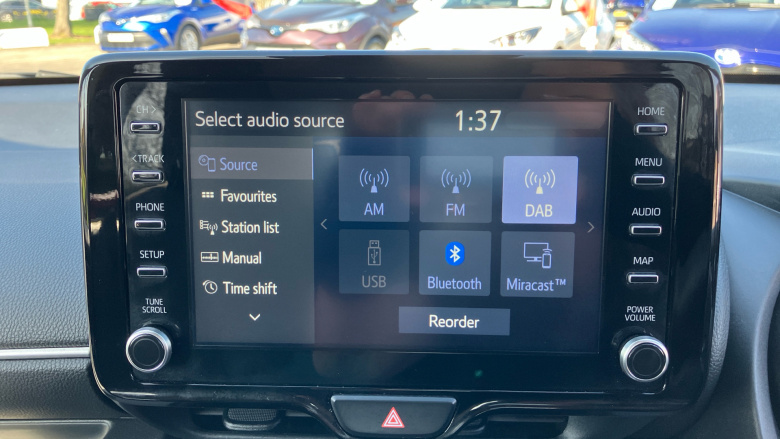 CH >
< TRACK
PHONE
SETUP
TUNE
SCROLL
Select audio source
1:37
Source
Favourites
Station list
Manual
Time shift
AM
FM
DAB
USB
Bluetooth
Miracast™
Reorder
HOME
MENU
AUDIO
MAP
POWER
VOLUME